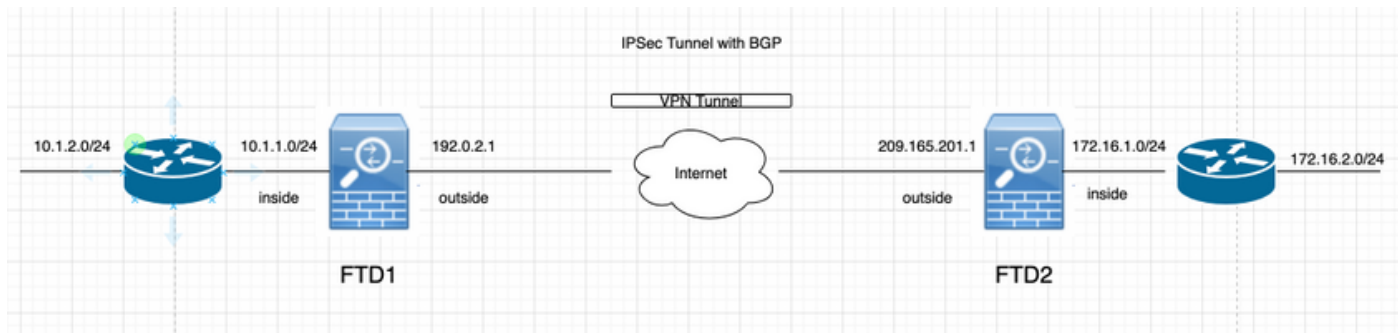 IPSec Tunnel with BGP
VPN Tunnel
10.1.2.0/24
10.1.1.0/24
192.0.2.1
Internet
209.165.201.1
172.16.1.0/24
172.16.2.0/24
inside
outside
outside
inside
FTD1
FTD2